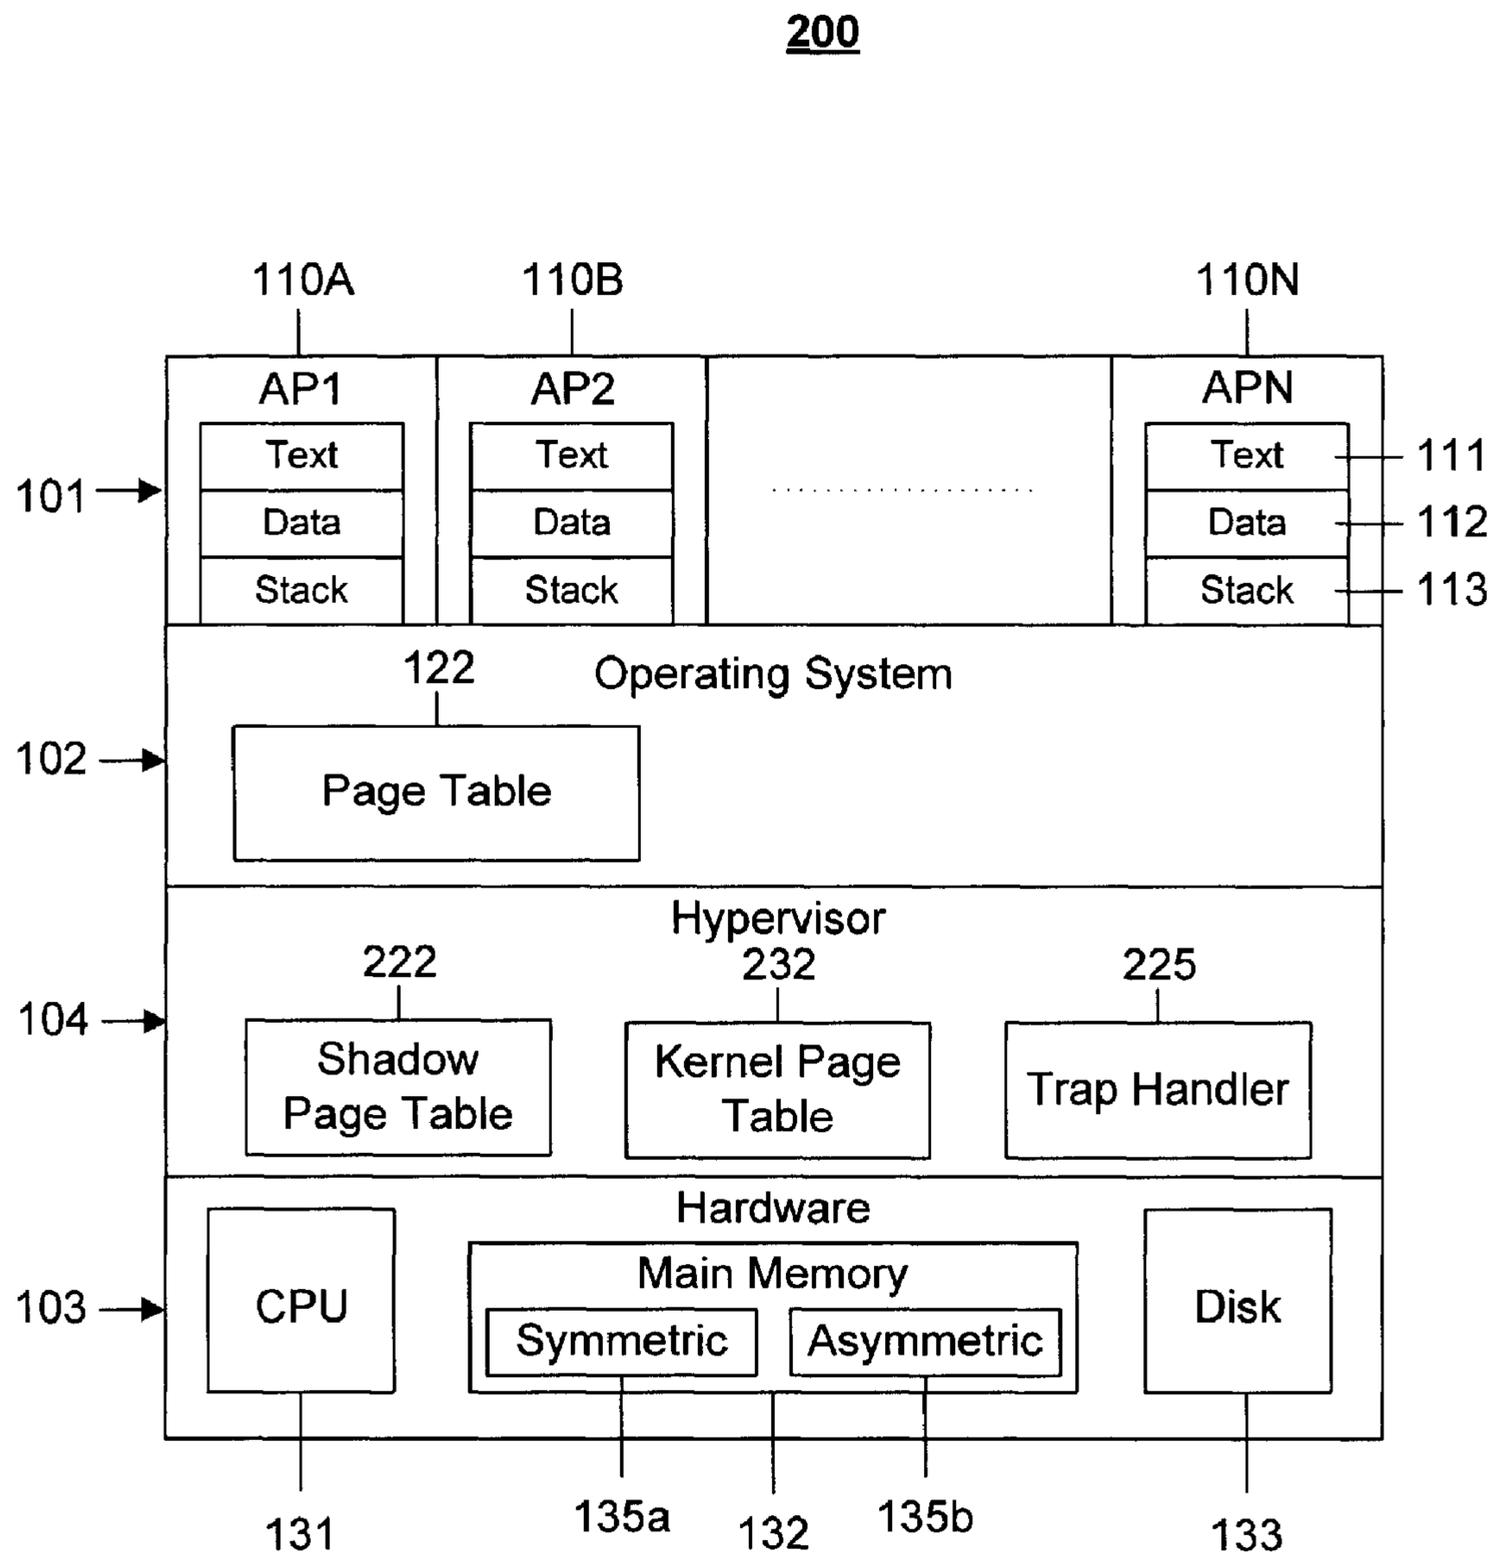 200
110A 110B 110N
AP1 AP2 APN
Text Text Text 111
101
Data Data Data 112
Stack Stack Stack 113
122 Operating System
102
Page Table
Hypervisor
222 232 225
104
Shadow
Page Table
Kernel Page
Table
Trap Handler
Hardware
Main Memory
103 CPU Disk
Symmetric Asymmetric
131 135a 132 135b 133